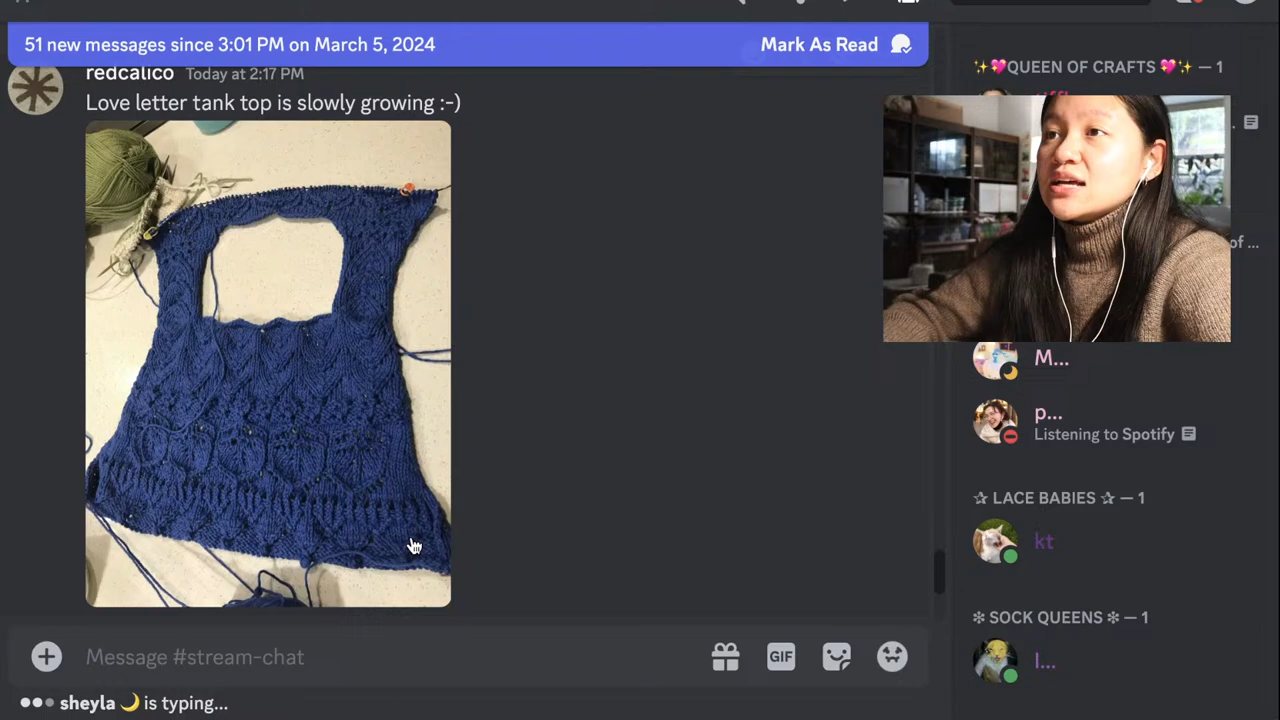 51 new messages since 3:01 PM on March 5, 2024
Mark As Read
redcalico Today at 2:17 PM
Love letter tank top is slowly growing :-)
Message #stream-chat
GIF
sheyla 🌙 is typing...
✨💖QUEEN OF CRAFTS 💖✨ — 1
of ...
M...
p...
Listening to Spotify
✰ LACE BABIES ✰ — 1
kt
❇ SOCK QUEENS ❇ — 1
l...